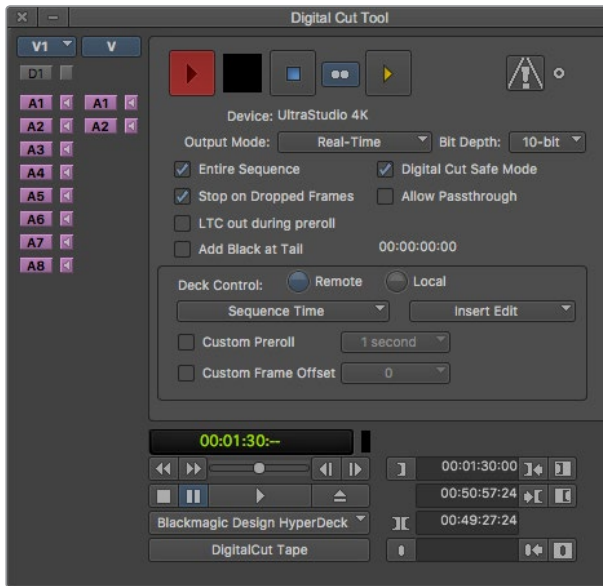 Digital Cut Tool
V1 V
D1
A1 A1
A2 A2
A3
A4
A5
A6
A7
A8
Device: UltraStudio 4K
Output Mode: Real-Time Bit Depth: 10-bit
Entire Sequence Digital Cut Safe Mode
Stop on Dropped Frames Allow Passthrough
LTC out during preroll
Add Black at Tail 00:00:00:00
Deck Control: Remote Local
Sequence Time Insert Edit
Custom Preroll 1 second
Custom Frame Offset 0
00:01:30:--
00:01:30:00
00:50:57:24
Blackmagic Design HyperDeck 00:49:27:24
DigitalCut Tape